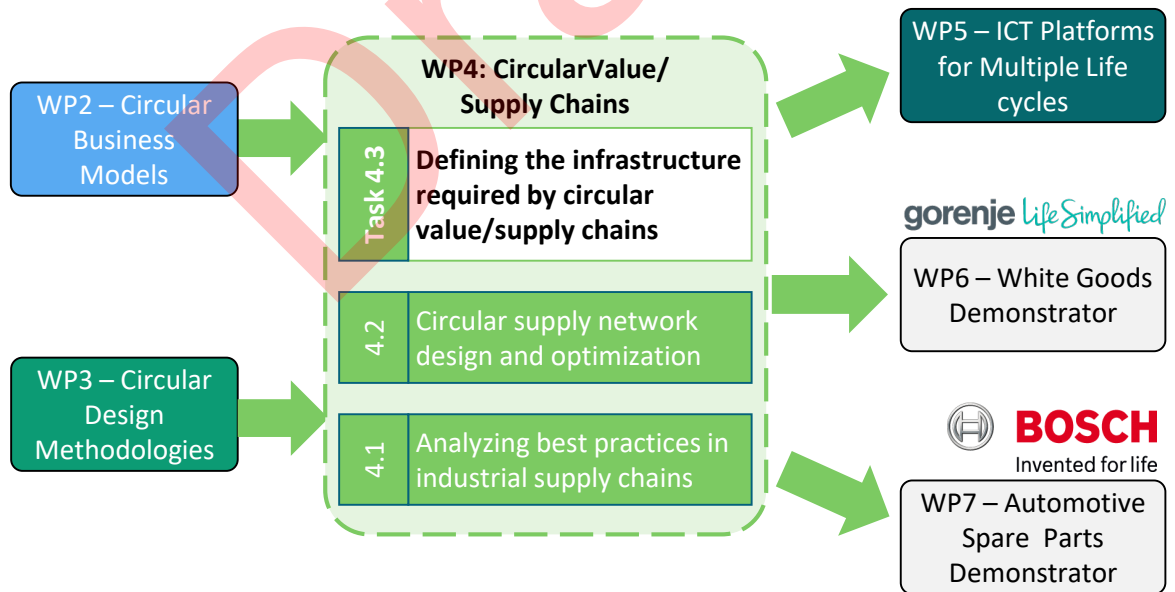 WP2 – Circular
Business
Models
WP3 – Circular
Design
Methodologies
WP4: CircularValue/
Supply Chains
Task 4.3
Defining the infrastructure
required by circular
value/supply chains
4.2
Circular supply network
design and optimization
4.1
Analyzing best practices in
industrial supply chains
WP5 – ICT Platforms
for Multiple Life
cycles
gorenje Life Simplified
WP6 – White Goods
Demonstrator
BOSCH
Invented for life
WP7 – Automotive
Spare Parts
Demonstrator